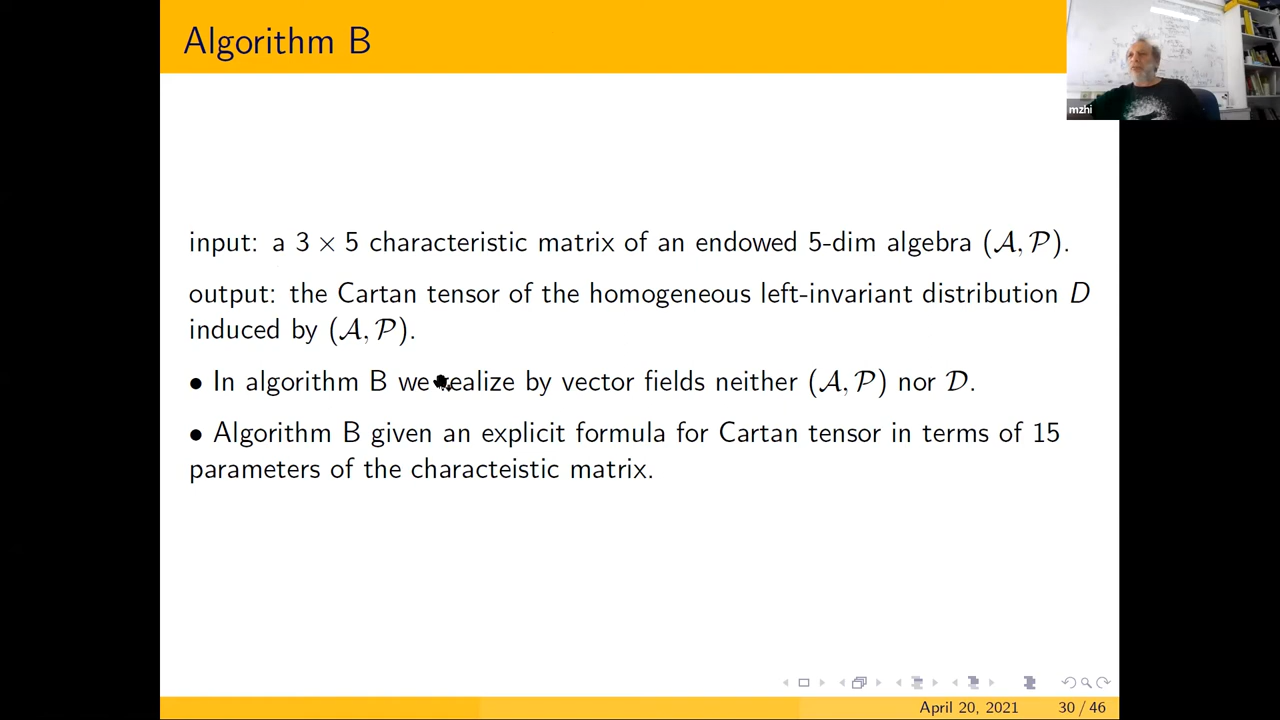 Algorithm B
mzhi
input: a 3 × 5 characteristic matrix of an endowed 5-dim algebra (𝒜, 𝒫).
output: the Cartan tensor of the homogeneous left-invariant distribution D
induced by (𝒜, 𝒫).
• In algorithm B we realize by vector fields neither (𝒜, 𝒫) nor 𝒟.
• Algorithm B given an explicit formula for Cartan tensor in terms of 15
parameters of the characteistic matrix.
April 20, 2021 30 / 46